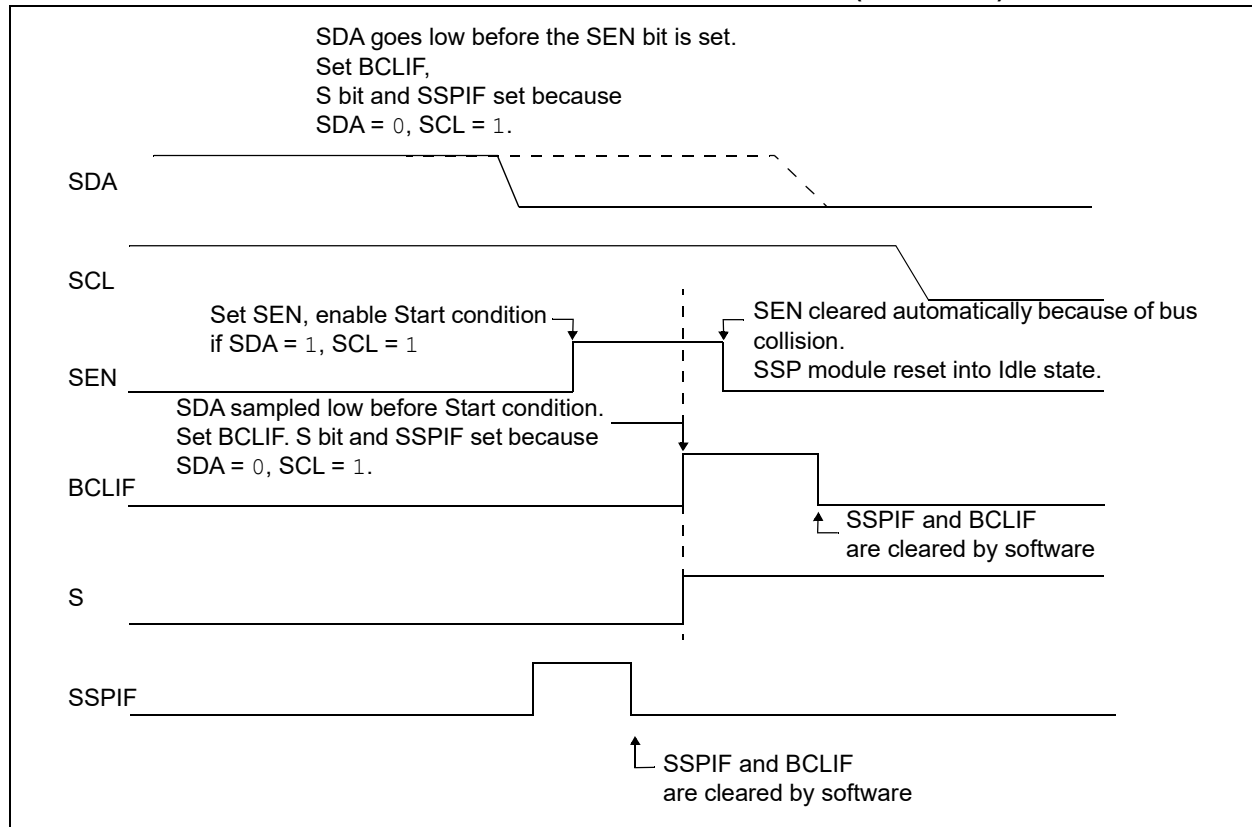 SDA goes low before the SEN bit is set.
Set BCLIF,
S bit and SSPIF set because
SDA = 0, SCL = 1.
SDA
SCL
Set SEN, enable Start condition
if SDA = 1, SCL = 1
SEN cleared automatically because of bus
collision.
SSP module reset into Idle state.
SEN
SDA sampled low before Start condition.
Set BCLIF. S bit and SSPIF set because
SDA = 0, SCL = 1.
BCLIF
SSPIF and BCLIF
are cleared by software
S
SSPIF
SSPIF and BCLIF
are cleared by software